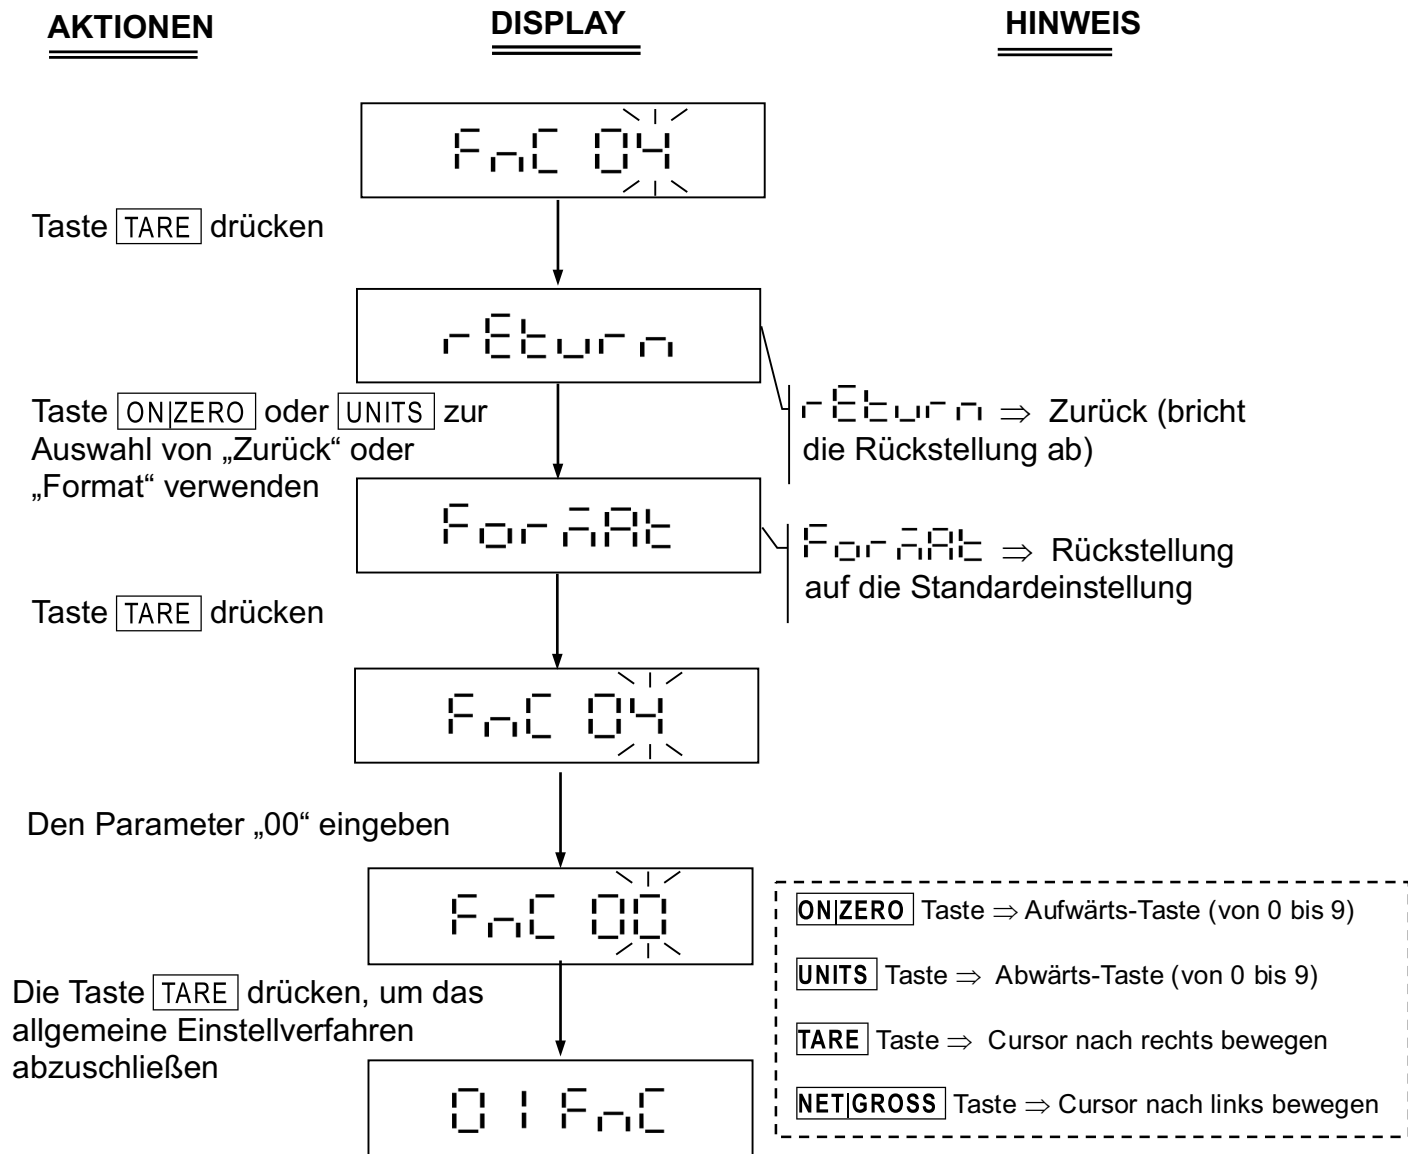 AKTIONEN DISPLAY HINWEIS
FnC 04
Taste TARE drücken
rEturn
Taste ON|ZERO oder UNITS zur
Auswahl von „Zurück“ oder
„Format“ verwenden
rEturn ⇒ Zurück (bricht
die Rückstellung ab)
FormAt
FormAt ⇒ Rückstellung
auf die Standardeinstellung
Taste TARE drücken
FnC 04
Den Parameter „00“ eingeben
FnC 00
Die Taste TARE drücken, um das
allgemeine Einstellverfahren
abzuschließen
01 FnC
ON|ZERO Taste ⇒ Aufwärts-Taste (von 0 bis 9)
UNITS Taste ⇒ Abwärts-Taste (von 0 bis 9)
TARE Taste ⇒ Cursor nach rechts bewegen
NET|GROSS Taste ⇒ Cursor nach links bewegen